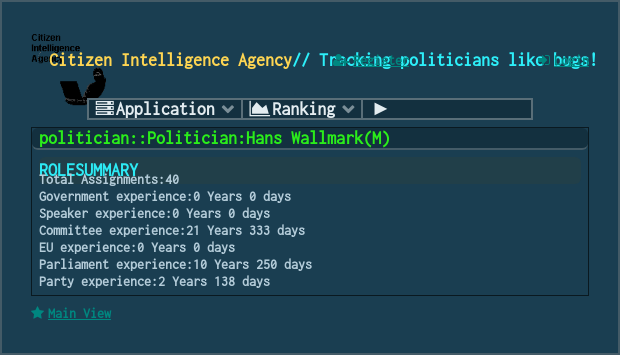 Citizen
Intelligence
Agency
Citizen Intelligence Agency// Tracking politicians like bugs!
Register
Login
Application
Ranking
politician::Politician:Hans Wallmark(M)
ROLESUMMARY
Total Assignments:40
Government experience:0 Years 0 days
Speaker experience:0 Years 0 days
Committee experience:21 Years 333 days
EU experience:0 Years 0 days
Parliament experience:10 Years 250 days
Party experience:2 Years 138 days
Main View